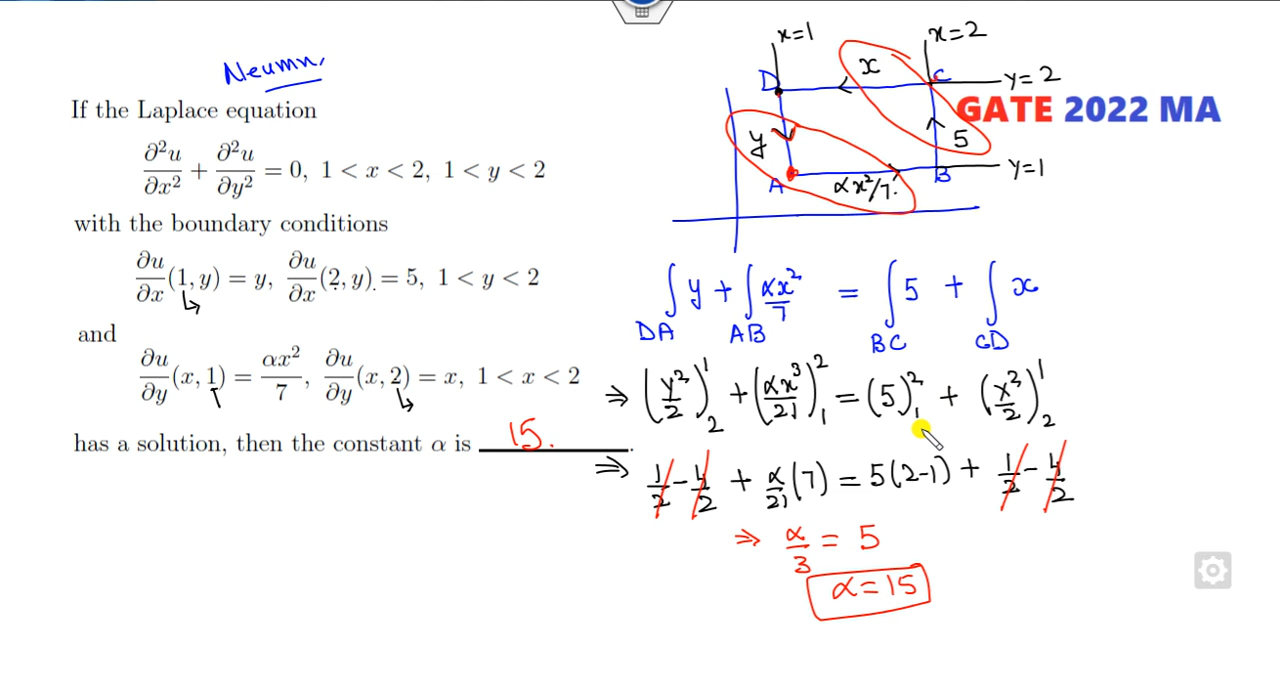 Neumn,
x=1
x=2
D
x
C
y=2
GATE 2022 MA
y
5
A
αx²/7
B
y=1
If the Laplace equation
∂²u/∂x² + ∂²u/∂y² = 0, 1 < x < 2, 1 < y < 2
with the boundary conditions
∂u/∂x (1, y) = y, ∂u/∂x (2, y) = 5, 1 < y < 2
and
∂u/∂y (x, 1) = αx²/7, ∂u/∂y (x, 2) = x, 1 < x < 2
has a solution, then the constant α is 15.
∫ y + ∫ αx²/7 = ∫ 5 + ∫ x
DA AB BC CD
⇒ (y²/2)₂¹ + (αx³/21)₁² = (5)₁² + (x²/2)₂¹
⇒ 1/2 - 4/2 + α/21 (7) = 5(2-1) + 1/2 - 4/2
⇒ α/3 = 5
α=15